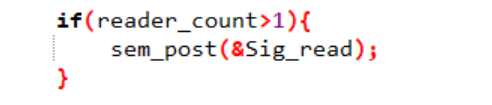 if(reader_count>1){
    sem_post(&Sig_read);
}